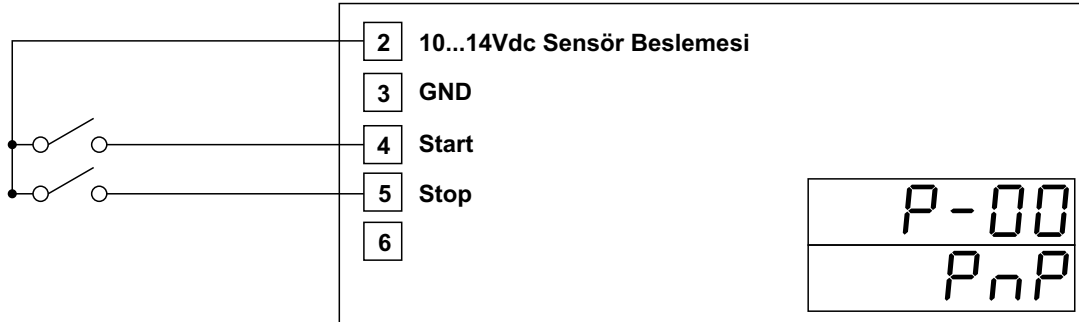 2 10...14Vdc Sensör Beslemesi
3 GND
4 Start
5 Stop
6
P-00
PnP